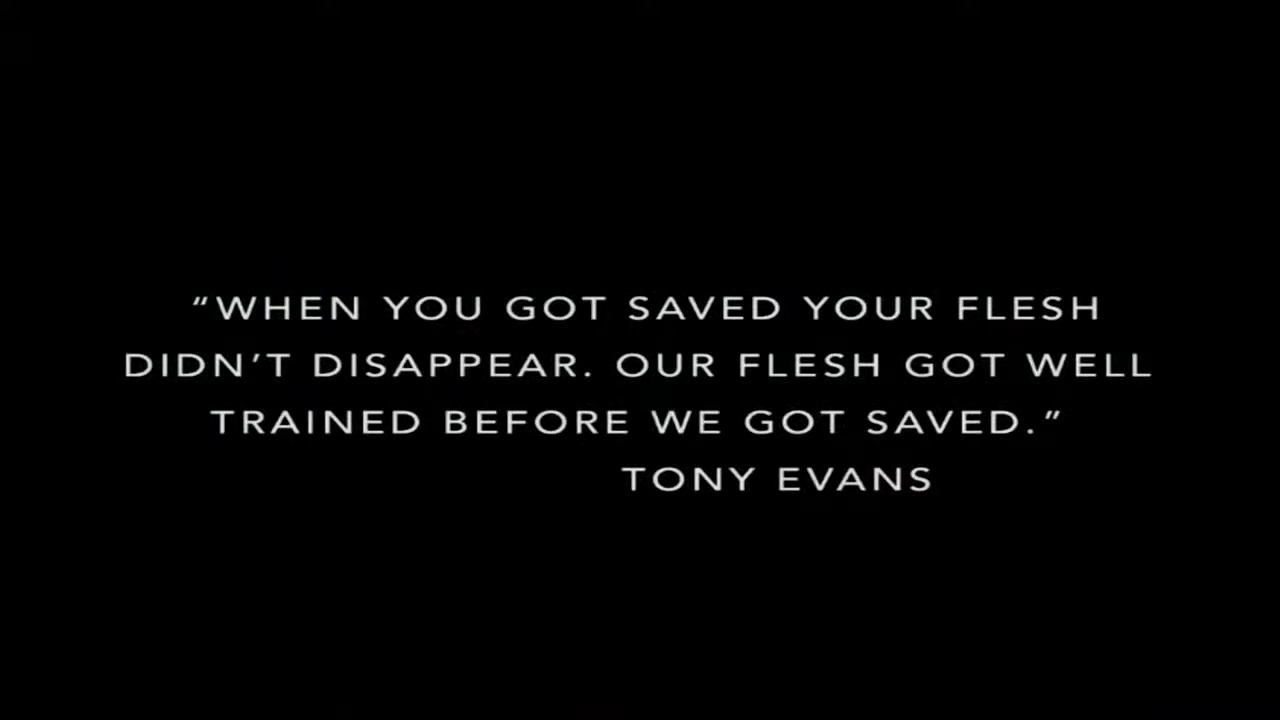 “WHEN YOU GOT SAVED YOUR FLESH
DIDN’T DISAPPEAR. OUR FLESH GOT WELL
TRAINED BEFORE WE GOT SAVED.”
TONY EVANS